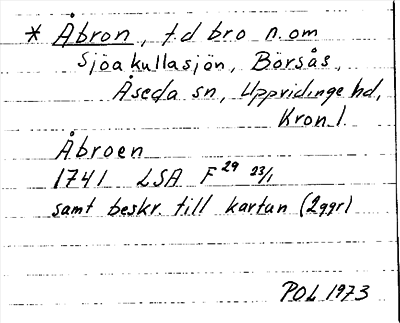 * Åbron, t.d bro n.om
Sjöakullasjön, Börsås,
Åseda sn, Uppvidinge hd,
Kron. l
Åbroen
1741 LSA F 29 23/1
samt beskr. till kartan (2ggr)
POL 1973